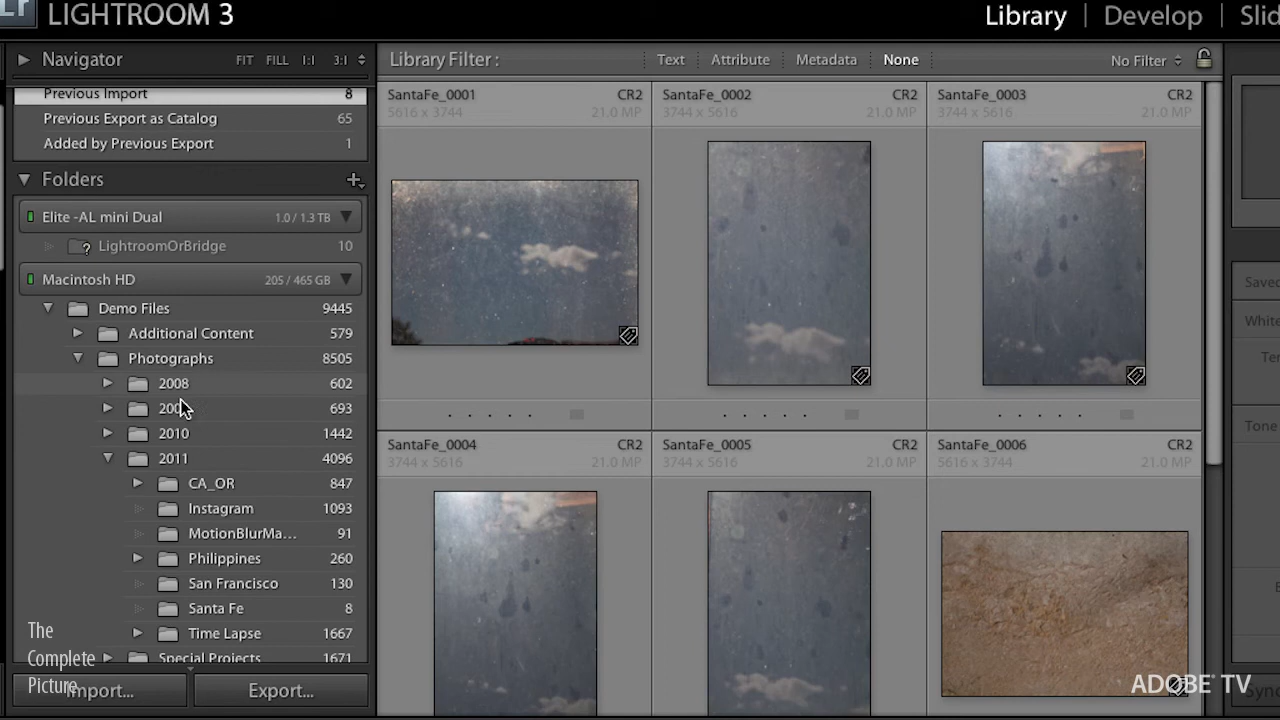 Lr LIGHTROOM 3
Library | Develop | Slid
Navigator FIT FILL 1:1 3:1
Library Filter : Text Attribute Metadata None No Filter
Previous Import 8
Previous Export as Catalog 65
Added by Previous Export 1
Folders
Elite -AL mini Dual 1.0 / 1.3 TB
LightroomOrBridge 10
Macintosh HD 205 / 465 GB
Demo Files 9445
Additional Content 579
Photographs 8505
2008 602
200 693
2010 1442
2011 4096
CA_OR 847
Instagram 1093
MotionBlurMa... 91
Philippines 260
San Francisco 130
Santa Fe 8
Time Lapse 1667
Special Projects 1671
Import... Export...
The
Complete
Picture
SantaFe_0001 CR2
5616 x 3744 21.0 MP
SantaFe_0002 CR2
3744 x 5616 21.0 MP
SantaFe_0003 CR2
3744 x 5616 21.0 MP
SantaFe_0004 CR2
3744 x 5616 21.0 MP
SantaFe_0005 CR2
3744 x 5616 21.0 MP
SantaFe_0006 CR2
5616 x 3744 21.0 MP
Saved
White
Te
Tone
E
Sync
ADOBE® TV